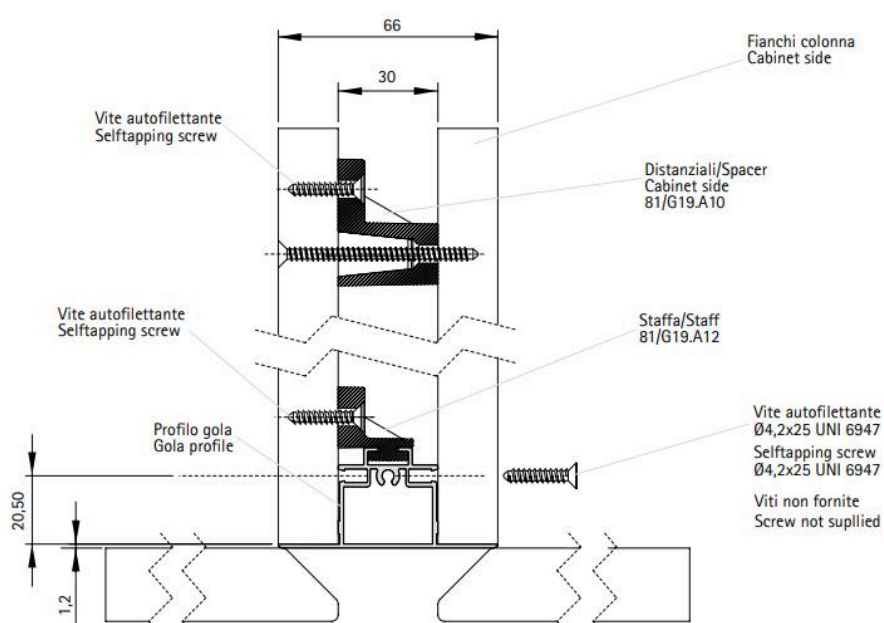 66
30
Fianchi colonna
Cabinet side
Vite autofilettante
Selftapping screw
Distanziali/Spacer
Cabinet side
81/G19.A10
Vite autofilettante
Selftapping screw
Staffa/Staff
81/G19.A12
Profilo gola
Gola profile
Vite autofilettante
Ø4,2x25 UNI 6947
Selftapping screw
Ø4,2x25 UNI 6947
Viti non fornite
Screw not supllied
20,50
1,2